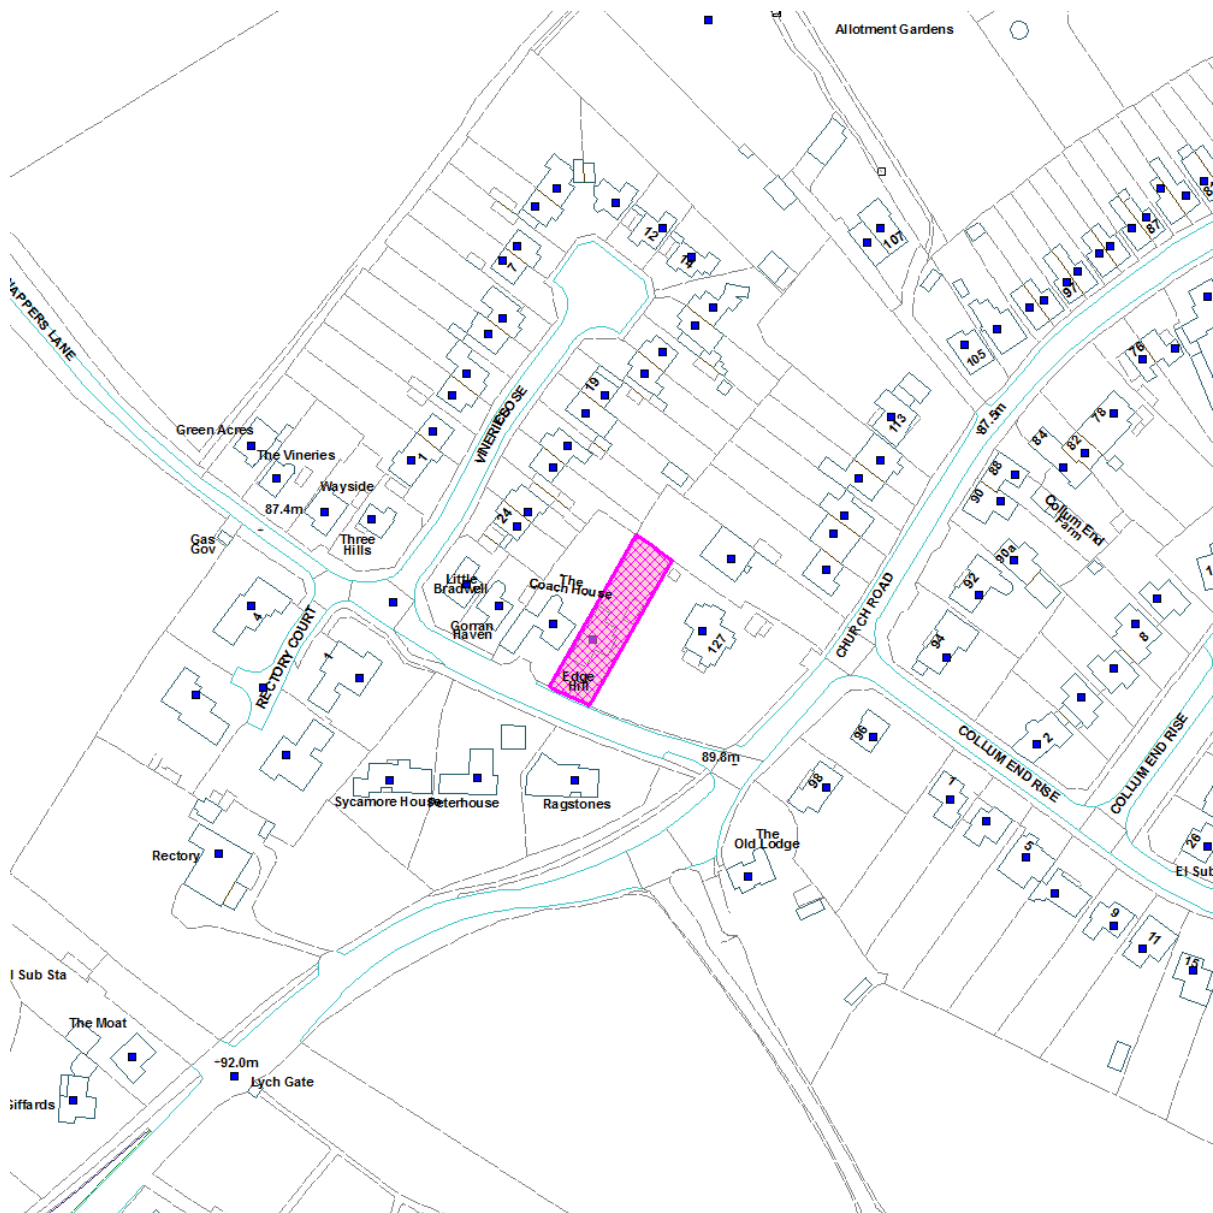 Allotment Gardens
87
107
97
12
14
7
105
76
APPERS LANE
19
78
113
87.5m
84
82
Green Acres
The Vineries
VINERIES
1
88
90
Wayside
87.4m
24
Collum End
Farm
Gas
Gov
Three
Hills
90a
Little
Bradwell
The
Coach House
92
4
CHURCH ROAD
Gorran
Haven
127
94
8
RECTORY COURT
1
Edge
Hill
96
2
COLLUM END RISE
COLLUM END RISE
89.8m
98
1
Sycamore House
Peterhouse
Ragstones
The
Old Lodge
5
26
Rectory
El Sub
9
11
15
l Sub Sta
The Moat
92.0m
Lych Gate
Giffards